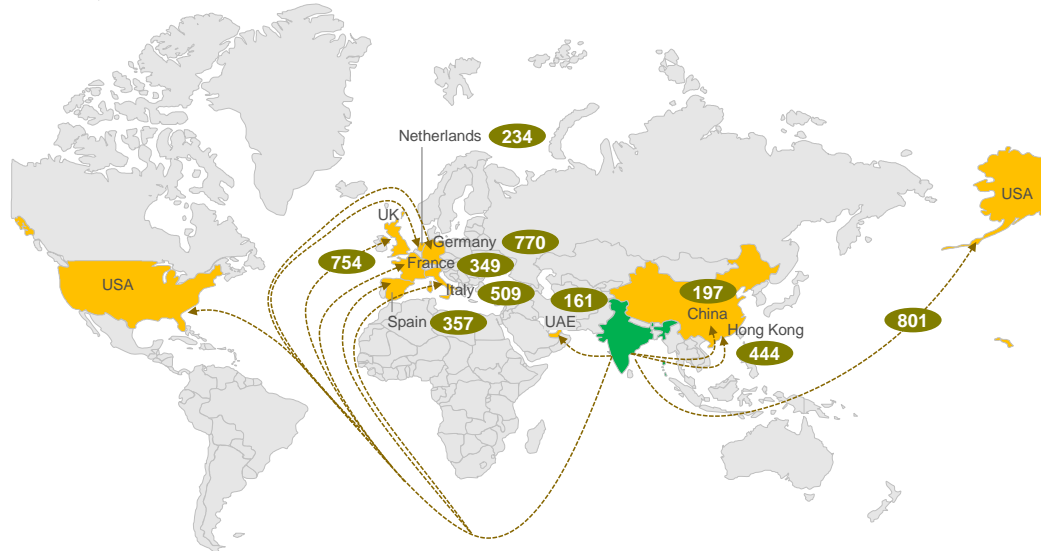 Netherlands 234
USA
UK
Germany 770
754
France 349
Italy 509
Spain 357
161
UAE
197
China
Hong Kong
444
801
USA